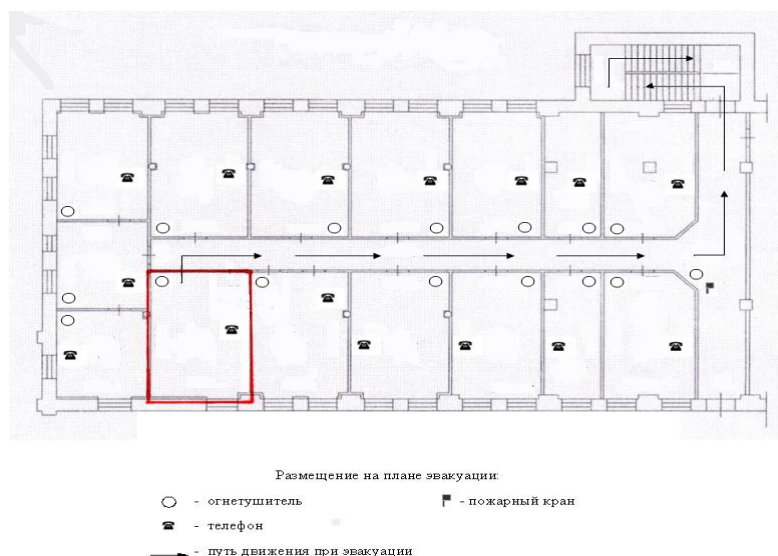 Размещение на плане эвакуации:
- огнетушитель
- пожарный кран
- телефон
- путь движения при эвакуации